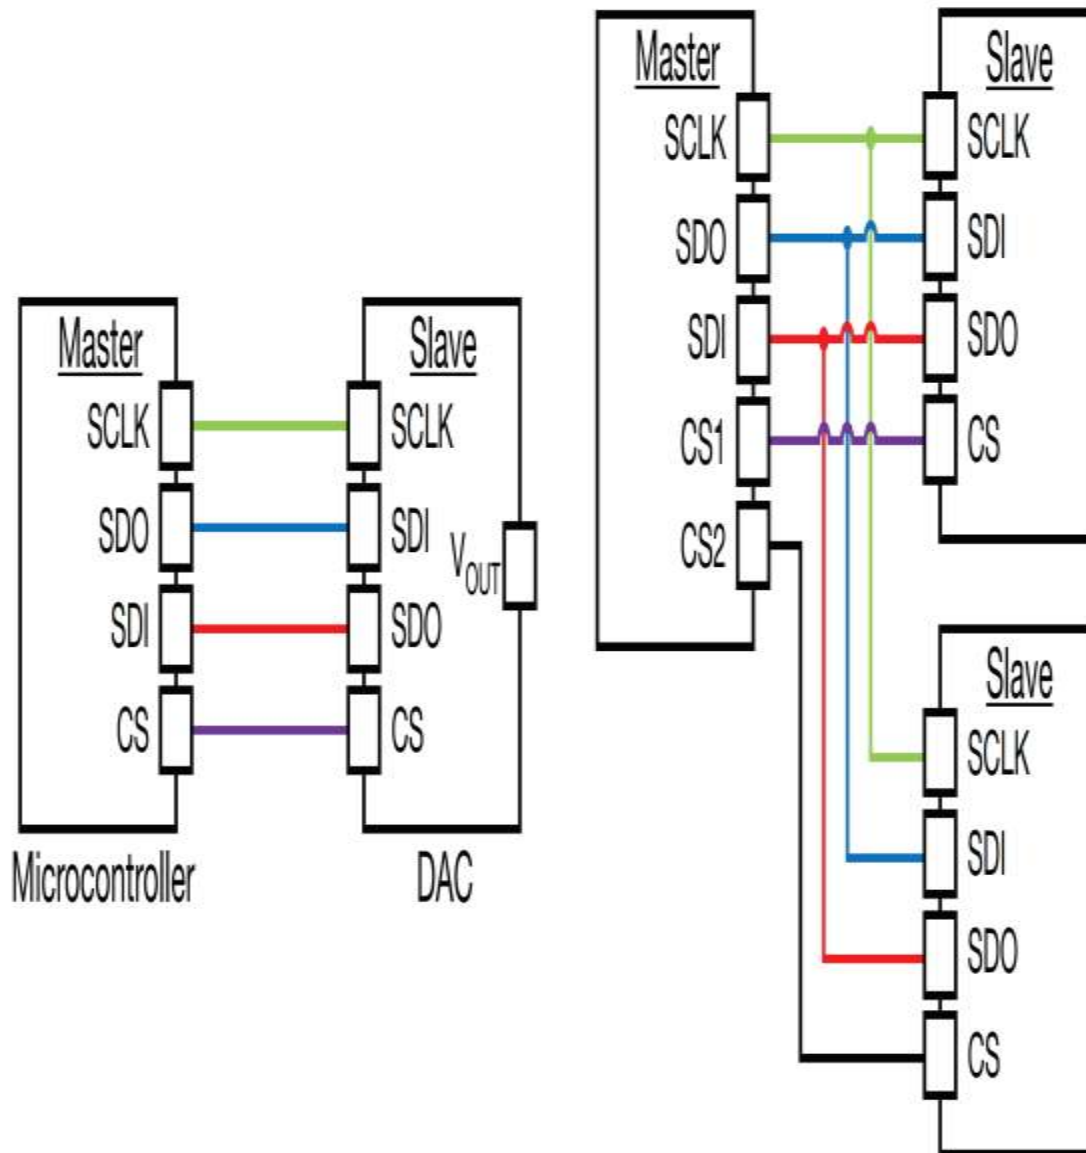 Master
SCLK
SDO
SDI
CS
Microcontroller
Slave
SCLK
SDI
SDO
CS
VOUT
DAC
Master
SCLK
SDO
SDI
CS1
CS2
Slave
SCLK
SDI
SDO
CS
Slave
SCLK
SDI
SDO
CS